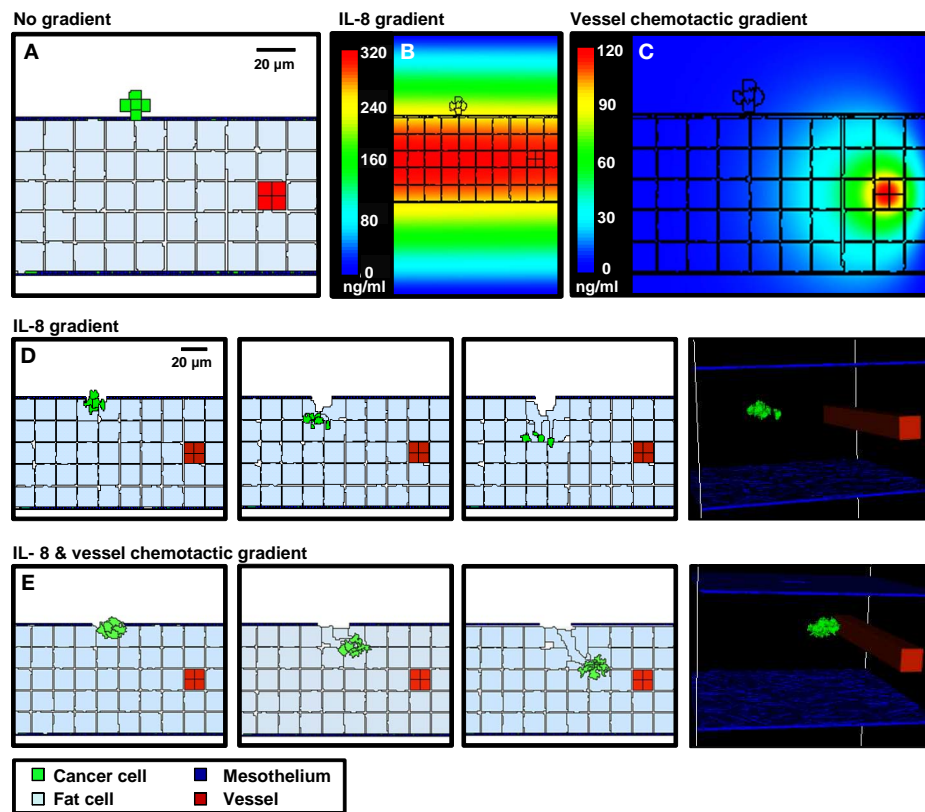 No gradient
IL-8 gradient
Vessel chemotactic gradient
A
20 µm
B
320
240
160
80
0
ng/ml
C
120
90
60
30
0
ng/ml
IL-8 gradient
D
20 µm
IL- 8 & vessel chemotactic gradient
E
Cancer cell
Mesothelium
Fat cell
Vessel